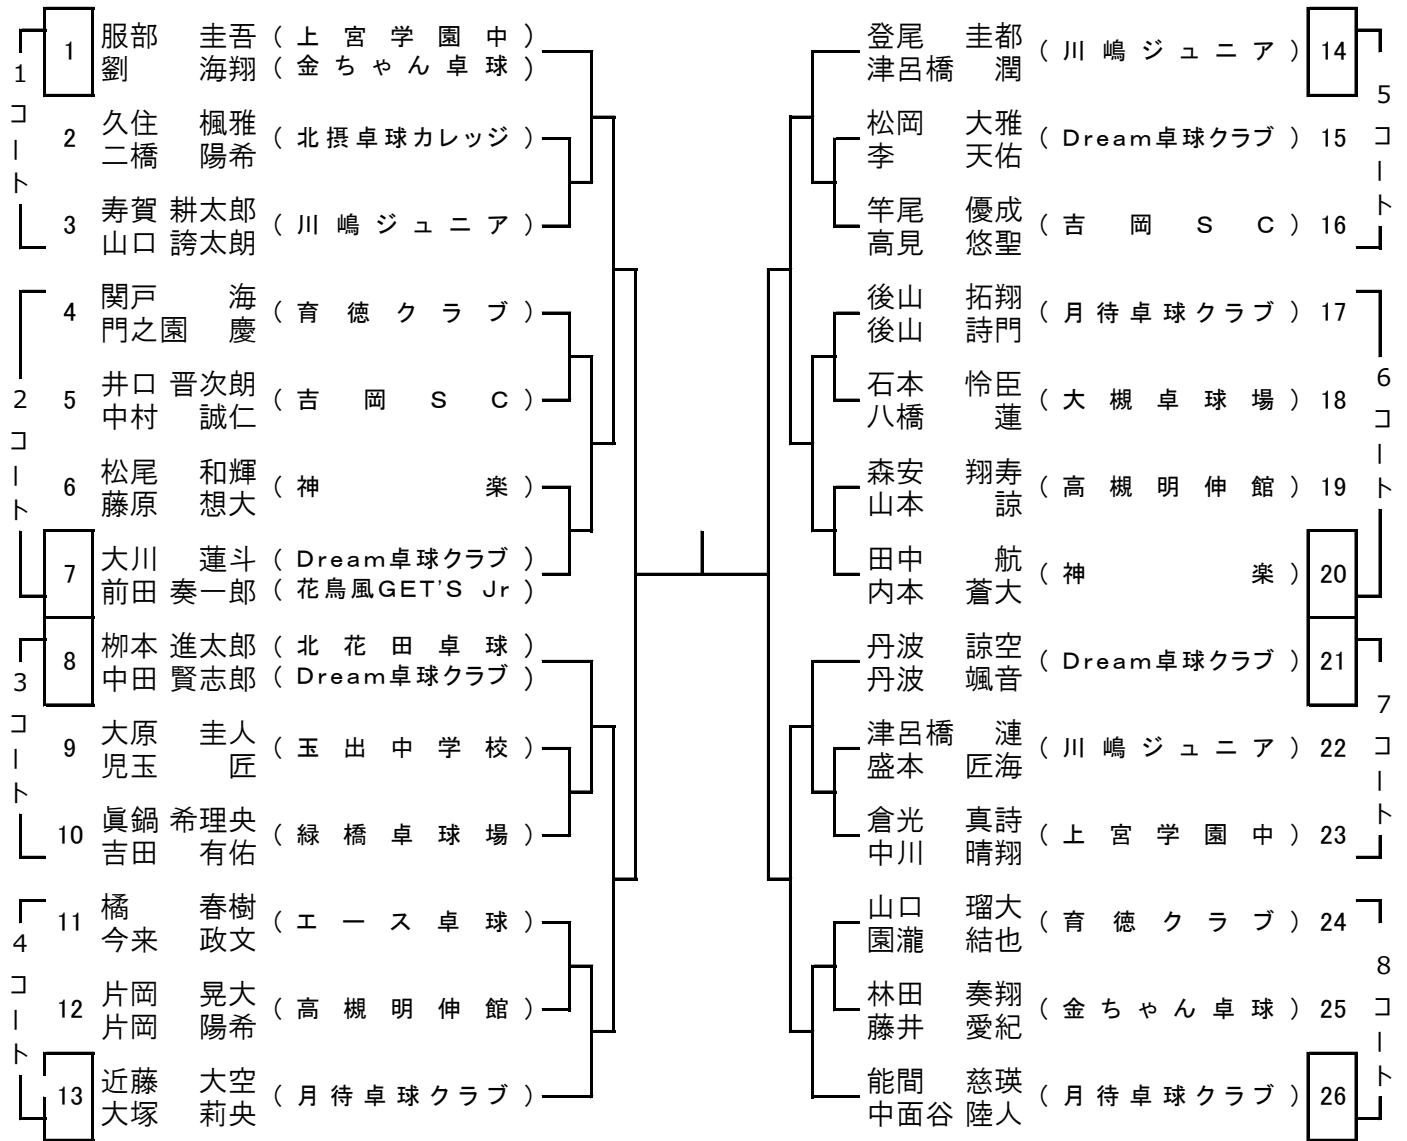 1コート
1 服部 圭吾 (上宮学園中)
劉 海翔 (金ちゃん卓球)
2 久住 楓雅 (北摂卓球カレッジ)
二橋 陽希
3 寿賀 耕太郎 (川嶋ジュニア)
山口 誇太朗
2コート
4 関戸 海 (育徳クラブ)
門之園 慶
5 井口 晋次朗 (吉岡SC)
中村 誠仁
6 松尾 和輝 (神楽)
藤原 想大
7 大川 蓮斗 (Dream卓球クラブ)
前田 奏一郎 (花鳥風GET'S Jr)
3コート
8 栁本 進太郎 (北花田卓球)
中田 賢志郎 (Dream卓球クラブ)
9 大原 圭人 (玉出中学校)
児玉 匠
10 眞鍋 希理央 (緑橋卓球場)
吉田 有佑
4コート
11 橘 春樹 (エース卓球)
今来 政文
12 片岡 晃大 (高槻明伸館)
片岡 陽希
13 近藤 大空 (月待卓球クラブ)
大塚 莉央
登尾 圭都 (川嶋ジュニア) 14
津呂橋 潤
5コート
松岡 大雅 (Dream卓球クラブ) 15
李 天佑
竿尾 優成 (吉岡SC) 16
高見 悠聖
後山 拓翔 (月待卓球クラブ) 17
後山 詩門
6コート
石本 怜臣 (大槻卓球場) 18
八橋 蓮
森安 翔寿 (高槻明伸館) 19
山本 諒
田中 航 (神楽) 20
内本 蒼大
丹波 諒空 (Dream卓球クラブ) 21
丹波 颯音
7コート
津呂橋 漣 (川嶋ジュニア) 22
盛本 匠海
倉光 真詩 (上宮学園中) 23
中川 晴翔
山口 瑠大 (育徳クラブ) 24
園瀧 結也
8コート
林田 奏翔 (金ちゃん卓球) 25
藤井 愛紀
能間 慈瑛 (月待卓球クラブ) 26
中面谷 陸人